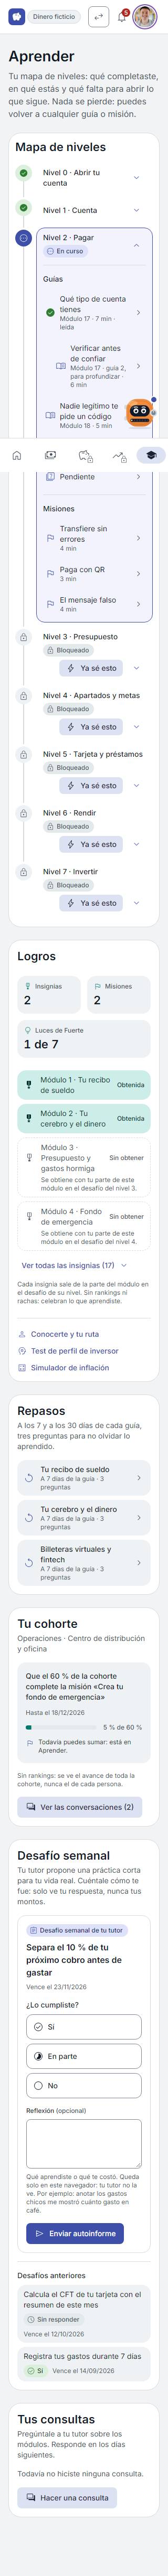 Dinero ficticio
5
Aprender
Tu mapa de niveles: qué completaste,
en qué estás y qué falta para abrir lo
que sigue. Nada se pierde: puedes
volver a cualquier guía o misión.
Mapa de niveles
Nivel 0 · Abrir tu
cuenta
Nivel 1 · Cuenta
Nivel 2 · Pagar
En curso
Guías
Qué tipo de cuenta
tienes
Módulo 17 · 7 min ·
leída
Verificar antes
de confiar
Módulo 17 · guía 2,
para profundizar ·
6 min
Nadie legítimo te
pide un código
Módulo 18 · 5 min
Pendiente
Misiones
Transfiere sin
errores
4 min
Paga con QR
3 min
El mensaje falso
4 min
Nivel 3 · Presupuesto
Bloqueado
Ya sé esto
Nivel 4 · Apartados y metas
Bloqueado
Ya sé esto
Nivel 5 · Tarjeta y préstamos
Bloqueado
Ya sé esto
Nivel 6 · Rendir
Bloqueado
Ya sé esto
Nivel 7 · Invertir
Bloqueado
Ya sé esto
Logros
Insignias
2
Misiones
2
Luces de Fuerte
1 de 7
Módulo 1 · Tu recibo
de sueldo
Obtenida
Módulo 2 · Tu
cerebro y el dinero
Obtenida
Módulo 3 ·
Presupuesto y
gastos hormiga
Sin obtener
Se obtiene con tu parte de este
módulo en el desafío del nivel 3.
Módulo 4 · Fondo
de emergencia
Sin obtener
Se obtiene con tu parte de este
módulo en el desafío del nivel 4.
Ver todas las insignias (17)
Cada insignia sale de la parte del módulo en
el desafío de su nivel. Sin rankings ni
rachas: celebran lo que aprendiste.
Conocerte y tu ruta
Test de perfil de inversor
Simulador de inflación
Repasos
A los 7 y a los 30 días de cada guía,
tres preguntas para no olvidar lo
aprendido.
Tu recibo de sueldo
A 7 días de la guía · 3
preguntas
Tu cerebro y el dinero
A 7 días de la guía · 3
preguntas
Billeteras virtuales y
fintech
A 7 días de la guía · 3
preguntas
Tu cohorte
Operaciones · Centro de distribución
y oficina
Que el 60 % de la cohorte
complete la misión «Crea tu
fondo de emergencia»
Hasta el 18/12/2026
5 % de 60 %
Todavía puedes sumar: está en
Aprender.
Sin rankings: se ve el avance de toda la
cohorte, nunca el de cada persona.
Ver las conversaciones (2)
Desafío semanal
Tu tutor propone una práctica corta
para tu vida real. Cuéntale cómo te
fue: solo ve tu respuesta, nunca tus
montos.
Desafío semanal de tu tutor
Separa el 10 % de tu
próximo cobro antes de
gastar
Vence el 23/11/2026
¿Lo cumpliste?
Sí
En parte
No
Reflexión (opcional)
Qué aprendiste o qué te costó. Queda
solo en este navegador: tu tutor no la
ve. Por ejemplo: anotar los gastos
chicos me mostró cuánto gasto en
café.
Enviar autoinforme
Desafíos anteriores
Calcula el CFT de tu tarjeta con el
resumen de este mes
Sin responder
Vence el 12/10/2026
Registra tus gastos durante 7 días
Sí
Vence el 14/09/2026
Tus consultas
Pregúntale a tu tutor sobre los
módulos. Responde en los días
siguientes.
Todavía no hiciste ninguna consulta.
Hacer una consulta